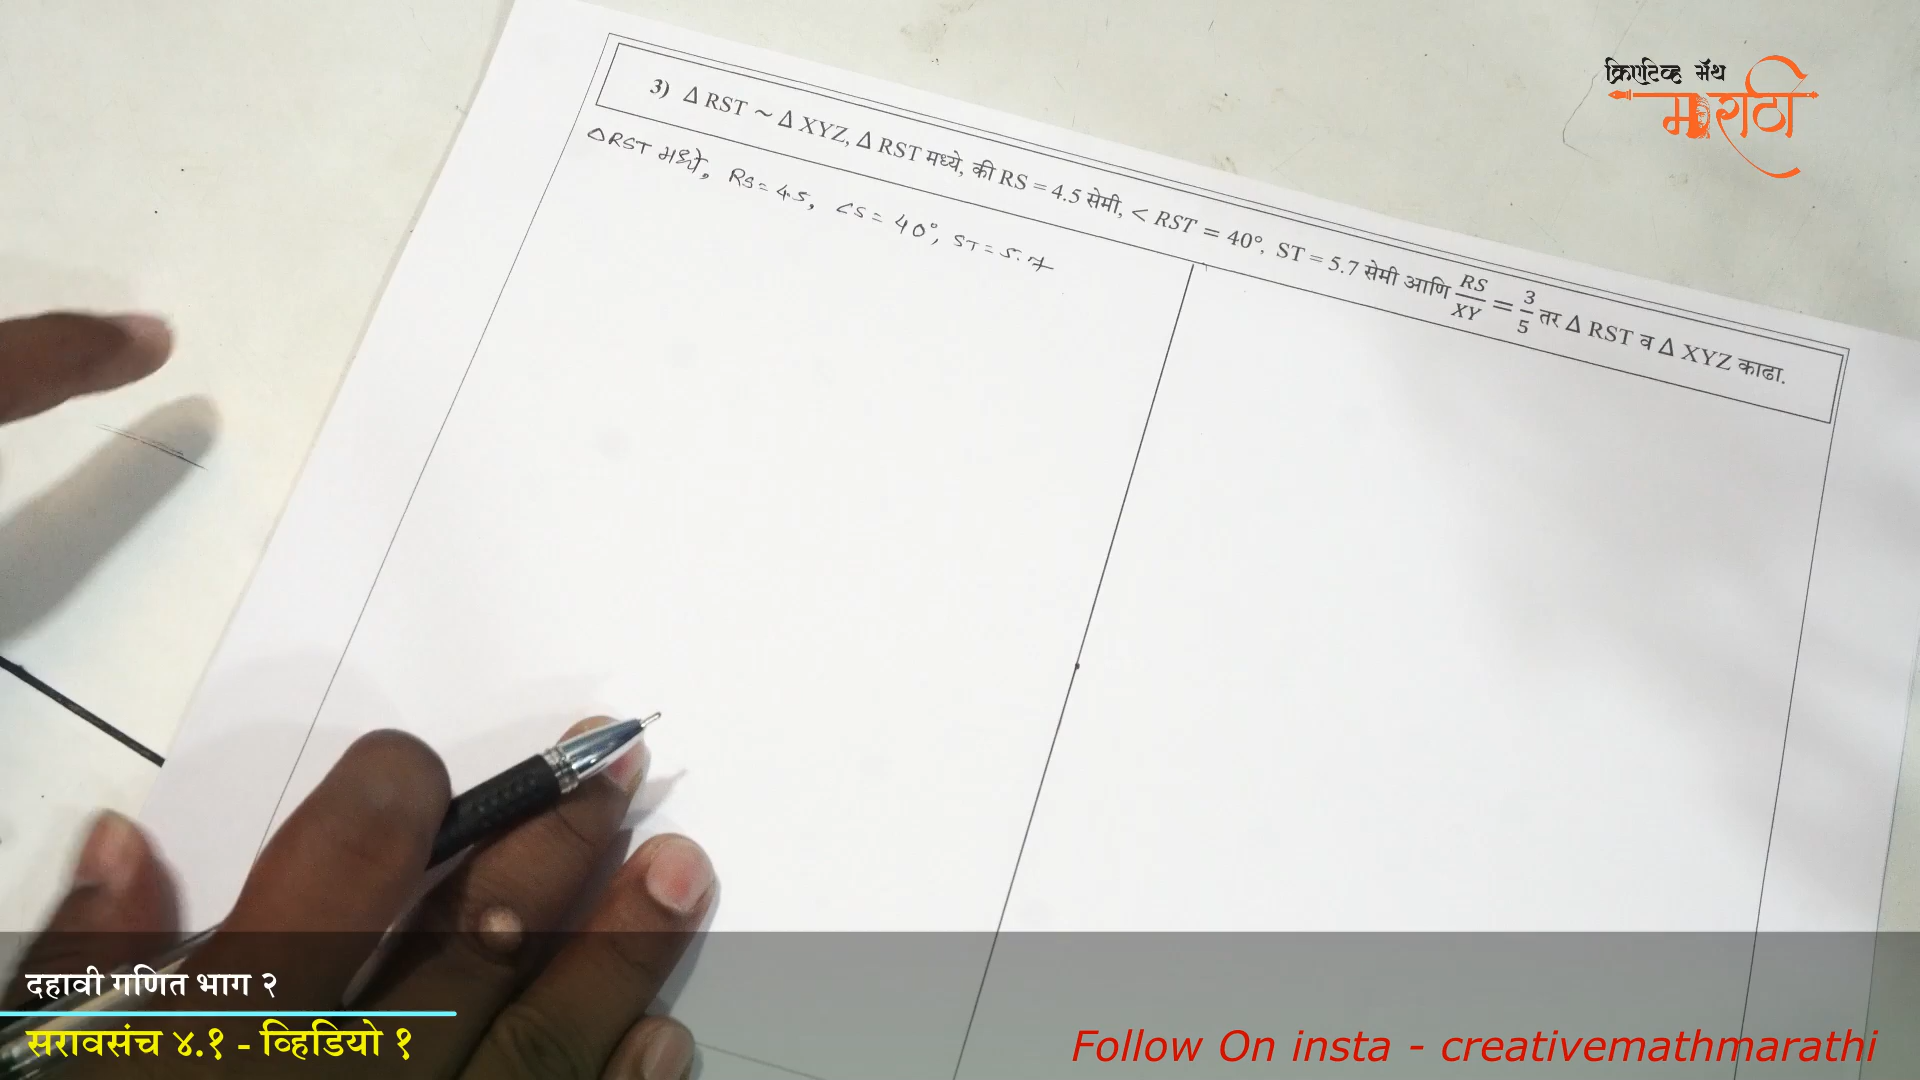 क्रिएटिव्ह मॅथ
मराठी
3) Δ RST ~ Δ XYZ, Δ RST मध्ये, की RS = 4.5 सेमी, < RST = 40°, ST = 5.7 सेमी आणि RS/XY = 3/5 तर Δ RST व Δ XYZ काढा.
ΔRST मध्ये, RS = 4.5, ∠S = 40°, ST = 5.7
दहावी गणित भाग २
सरावसंच ४.१ - व्हिडियो १
Follow On insta - creativemathmarathi